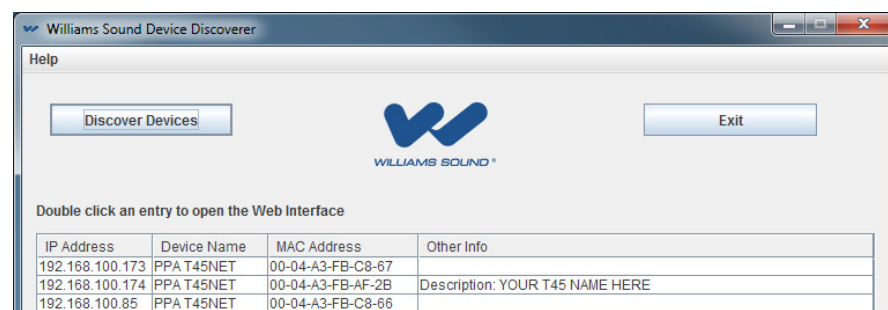 Williams Sound Device Discoverer
Help
Discover Devices
Exit
WILLIAMS SOUND®
Double click an entry to open the Web Interface
IP Address Device Name MAC Address Other Info
192.168.100.173 PPA T45NET 00-04-A3-FB-C8-67
192.168.100.174 PPA T45NET 00-04-A3-FB-AF-2B Description: YOUR T45 NAME HERE
192.168.100.85 PPA T45NET 00-04-A3-FB-C8-66